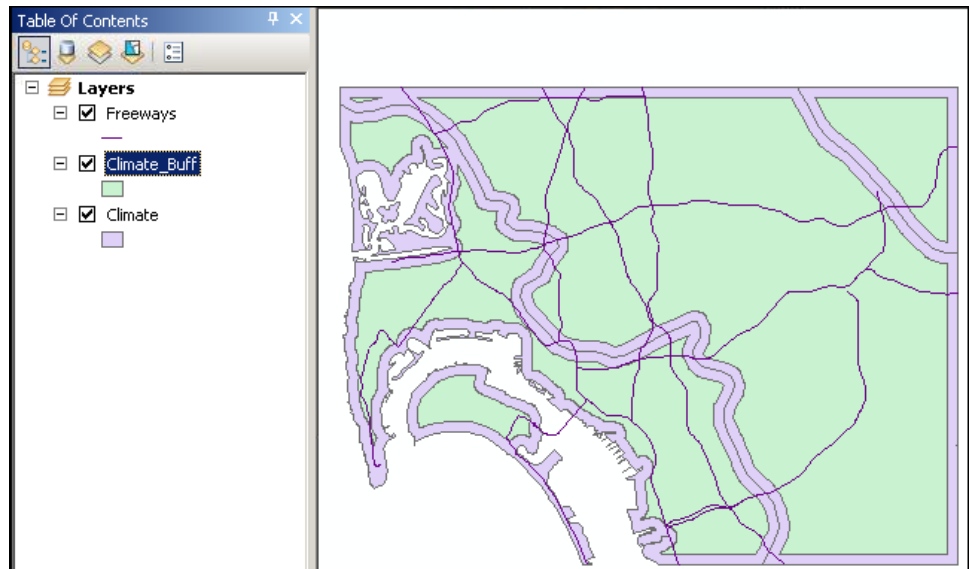 Table Of Contents
Layers
Freeways
Climate_Buff
Climate